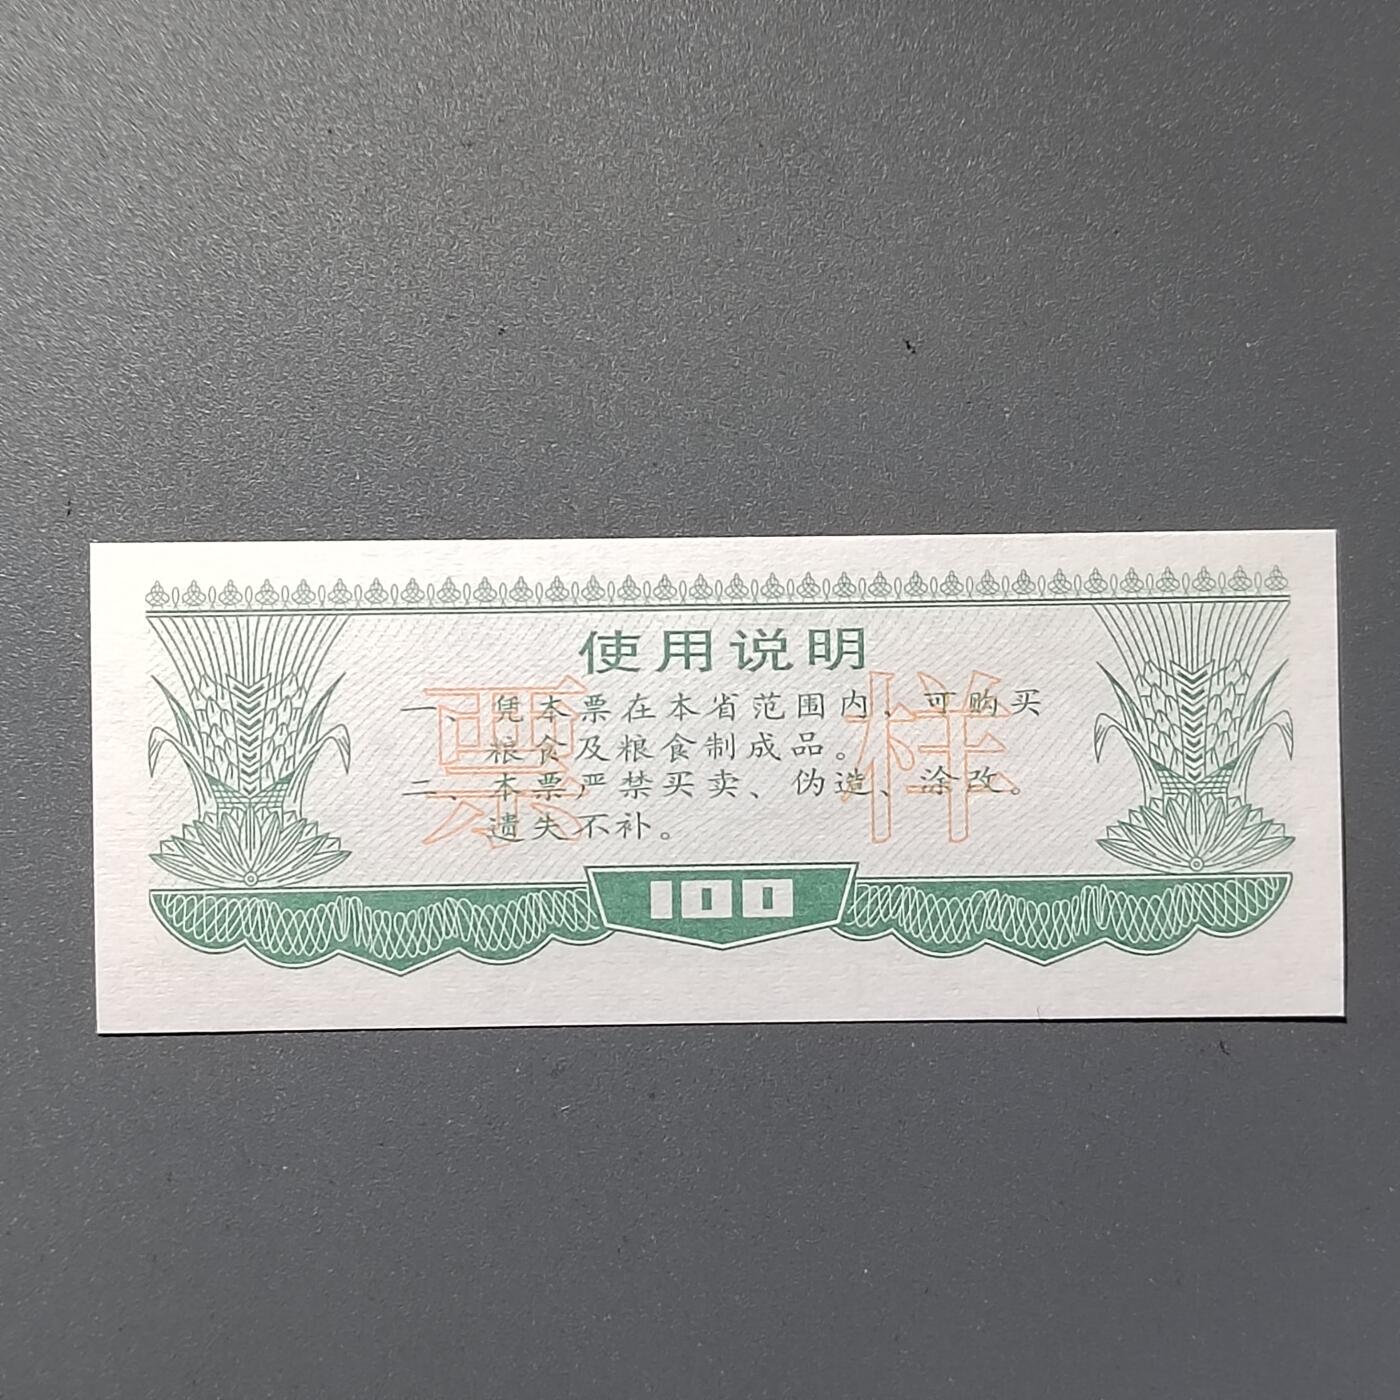 使用说明
票样
一、凭本票在本省范围内，可购买
粮食及粮食制成品。
二、本票严禁买卖、伪造、涂改。
遗失不补。
100